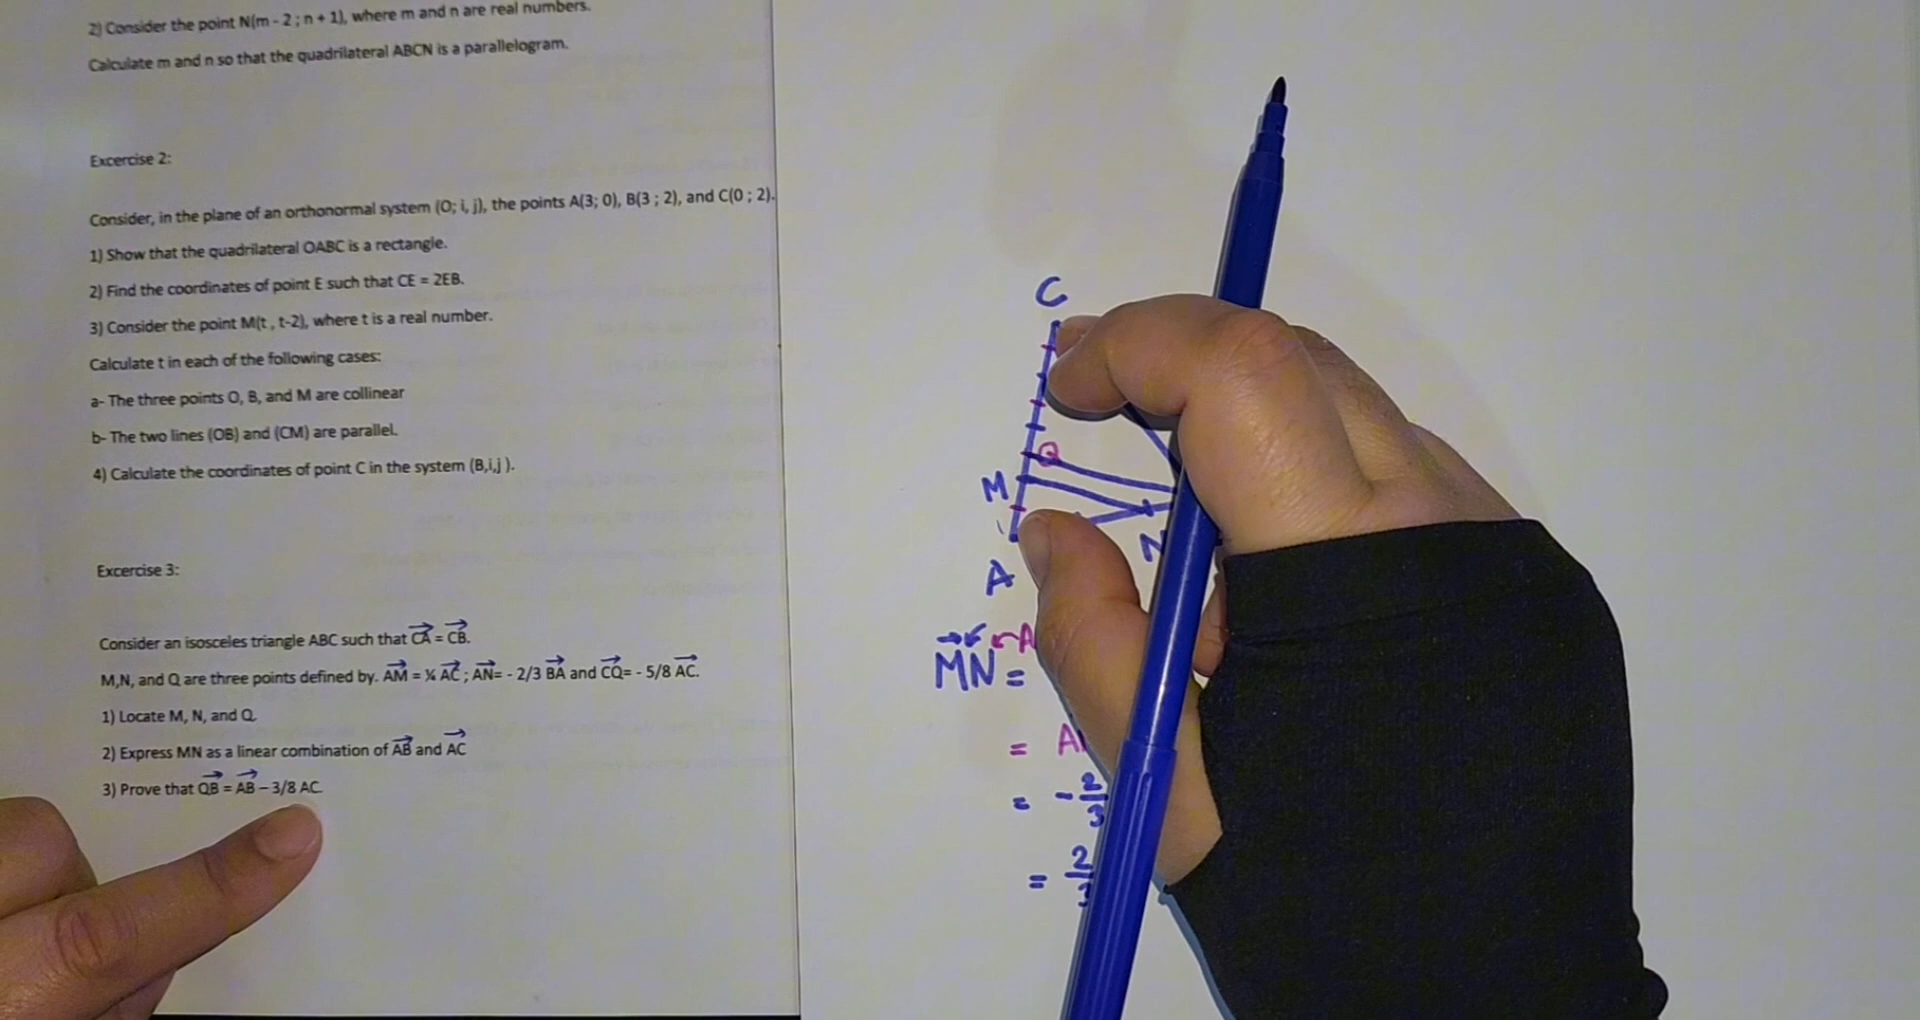 2) Consider the point N(m - 2 ; n + 1), where m and n are real numbers.
Calculate m and n so that the quadrilateral ABCN is a parallelogram.
Excercise 2:
Consider, in the plane of an orthonormal system (O; i, j), the points A(3; 0), B(3 ; 2), and C(0 ; 2).
1) Show that the quadrilateral OABC is a rectangle.
2) Find the coordinates of point E such that CE = 2EB.
3) Consider the point M(t , t-2), where t is a real number.
Calculate t in each of the following cases:
a- The three points O, B, and M are collinear
b- The two lines (OB) and (CM) are parallel.
4) Calculate the coordinates of point C in the system (B,i,j ).
Excercise 3:
Consider an isosceles triangle ABC such that CA = CB.
M,N, and Q are three points defined by. AM = ¼ AC ; AN= - 2/3 BA and CQ= - 5/8 AC.
1) Locate M, N, and Q
2) Express MN as a linear combination of AB and AC
3) Prove that QB = AB – 3/8 AC.
C
Q
M
N
A
A
MN =
= A
= - 2/3
= 2/3